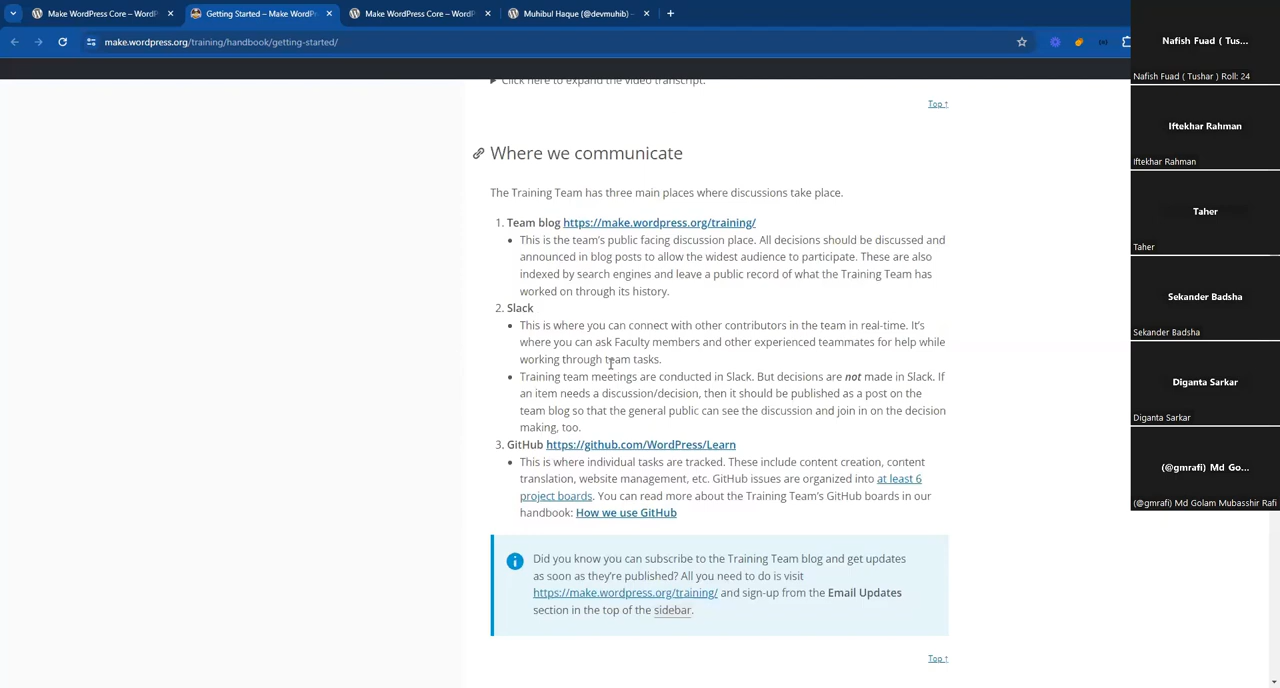 Make WordPress Core – WordP
Getting Started – Make WordP
Make WordPress Core – WordP
Muhibul Haque (@devmuhib) –
make.wordpress.org/training/handbook/getting-started/
Click here to expand the video transcript.
Top ↑
Where we communicate
The Training Team has three main places where discussions take place.
1. Team blog https://make.wordpress.org/training/
This is the team's public facing discussion place. All decisions should be discussed and
announced in blog posts to allow the widest audience to participate. These are also
indexed by search engines and leave a public record of what the Training Team has
worked on through its history.
2. Slack
This is where you can connect with other contributors in the team in real-time. It's
where you can ask Faculty members and other experienced teammates for help while
working through team tasks.
Training team meetings are conducted in Slack. But decisions are not made in Slack. If
an item needs a discussion/decision, then it should be published as a post on the
team blog so that the general public can see the discussion and join in on the decision
making, too.
3. GitHub https://github.com/WordPress/Learn
This is where individual tasks are tracked. These include content creation, content
translation, website management, etc. GitHub issues are organized into at least 6
project boards. You can read more about the Training Team's GitHub boards in our
handbook: How we use GitHub
Did you know you can subscribe to the Training Team blog and get updates
as soon as they're published? All you need to do is visit
https://make.wordpress.org/training/ and sign-up from the Email Updates
section in the top of the sidebar.
Top ↑
Nafish Fuad ( Tus...
Nafish Fuad ( Tushar ) Roll: 24
Iftekhar Rahman
Iftekhar Rahman
Taher
Taher
Sekander Badsha
Sekander Badsha
Diganta Sarkar
Diganta Sarkar
(@gmrafi) Md Go...
(@gmrafi) Md Golam Mubasshir Rafi